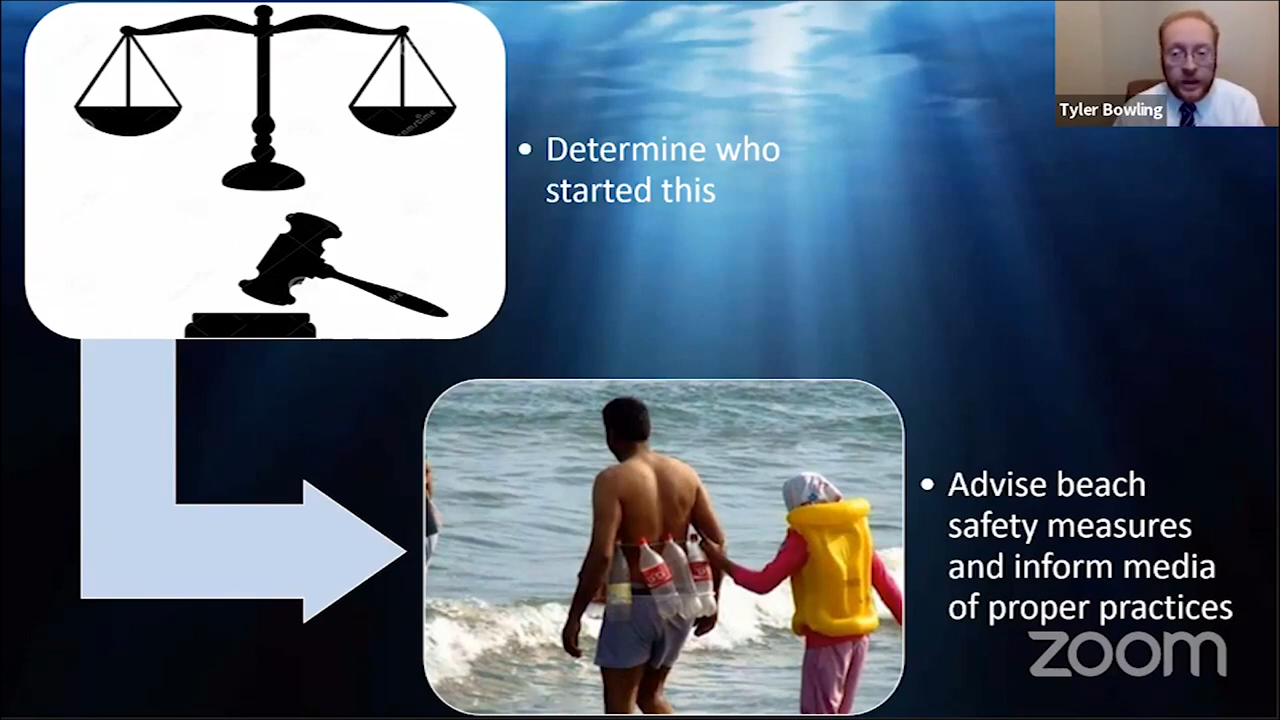 Tyler Bowling
• Determine who
started this
• Advise beach
safety measures
and inform media
of proper practices
zoom